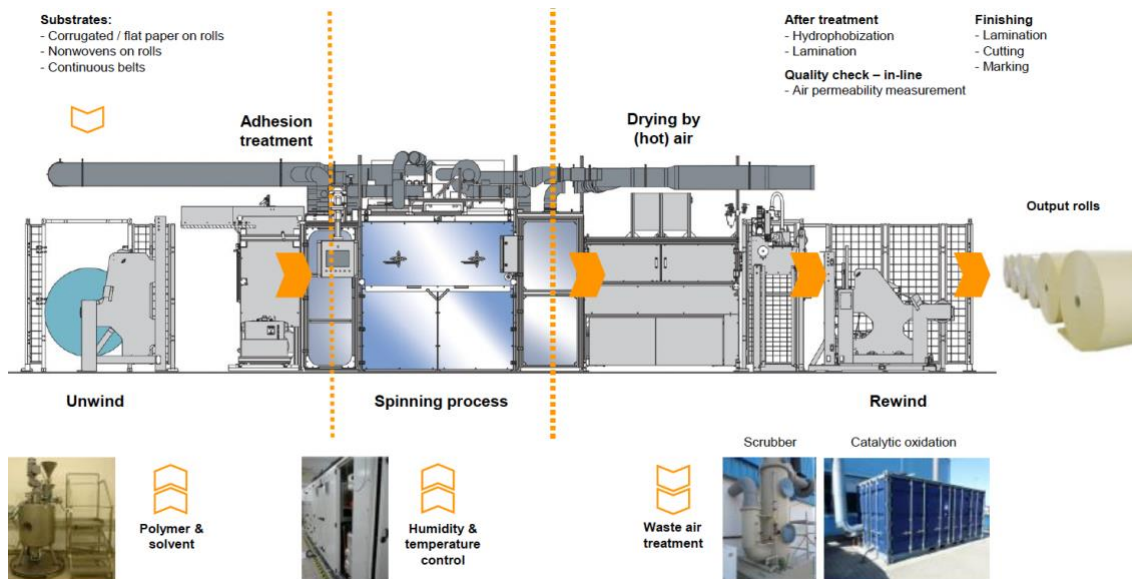 Substrates:
- Corrugated / flat paper on rolls
- Nonwovens on rolls
- Continuous belts
After treatment
- Hydrophobization
- Lamination
Quality check – in-line
- Air permeability measurement
Finishing
- Lamination
- Cutting
- Marking
Adhesion
treatment
Drying by
(hot) air
Output rolls
Unwind
Spinning process
Rewind
Polymer &
solvent
Humidity &
temperature
control
Waste air
treatment
Scrubber
Catalytic oxidation